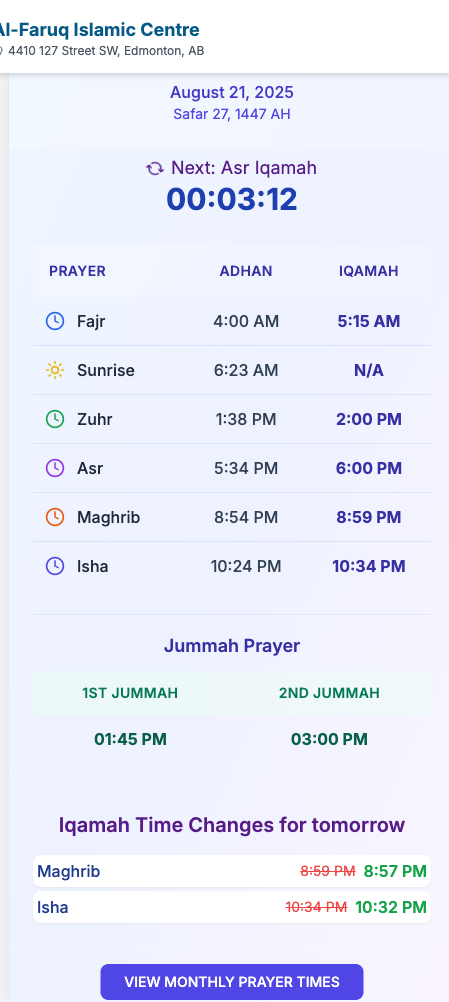 Al-Faruq Islamic Centre
4410 127 Street SW, Edmonton, AB
August 21, 2025
Safar 27, 1447 AH
Next: Asr Iqamah
00:03:12
PRAYER ADHAN IQAMAH
Fajr 4:00 AM 5:15 AM
Sunrise 6:23 AM N/A
Zuhr 1:38 PM 2:00 PM
Asr 5:34 PM 6:00 PM
Maghrib 8:54 PM 8:59 PM
Isha 10:24 PM 10:34 PM
Jummah Prayer
1ST JUMMAH 2ND JUMMAH
01:45 PM 03:00 PM
Iqamah Time Changes for tomorrow
Maghrib 8:59 PM 8:57 PM
Isha 10:34 PM 10:32 PM
VIEW MONTHLY PRAYER TIMES